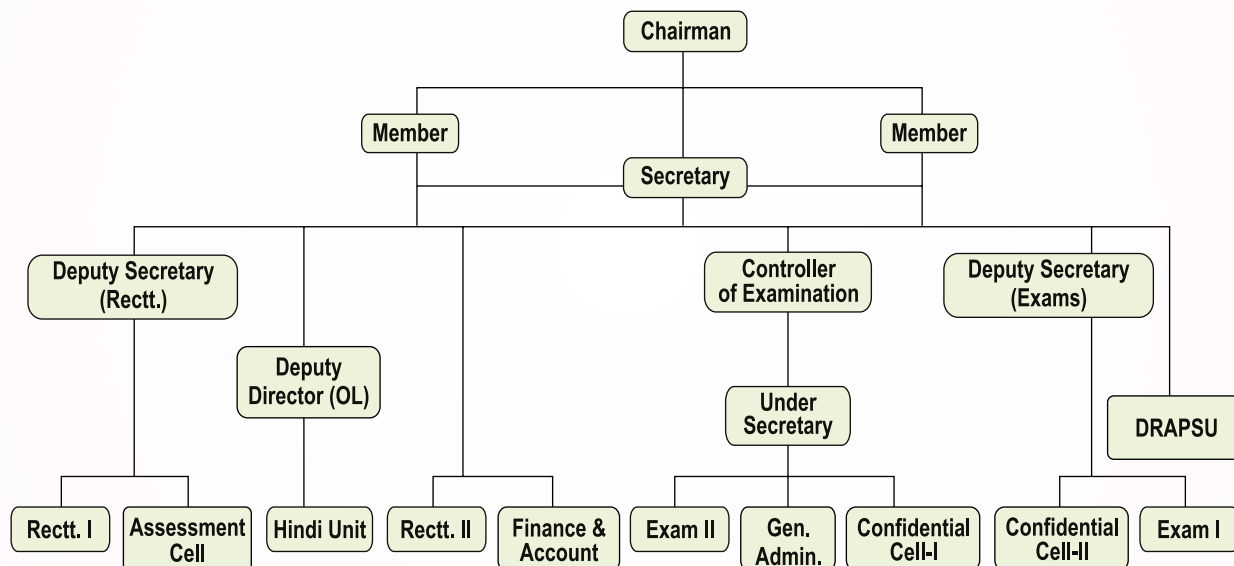 Chairman
Member
Member
Secretary
Deputy Secretary
(Rectt.)
Controller
of Examination
Deputy Secretary
(Exams)
Deputy
Director (OL)
Under
Secretary
DRAPSU
Rectt. I
Assessment
Cell
Hindi Unit
Rectt. II
Finance &
Account
Exam II
Gen.
Admin.
Confidential
Cell-I
Confidential
Cell-II
Exam I